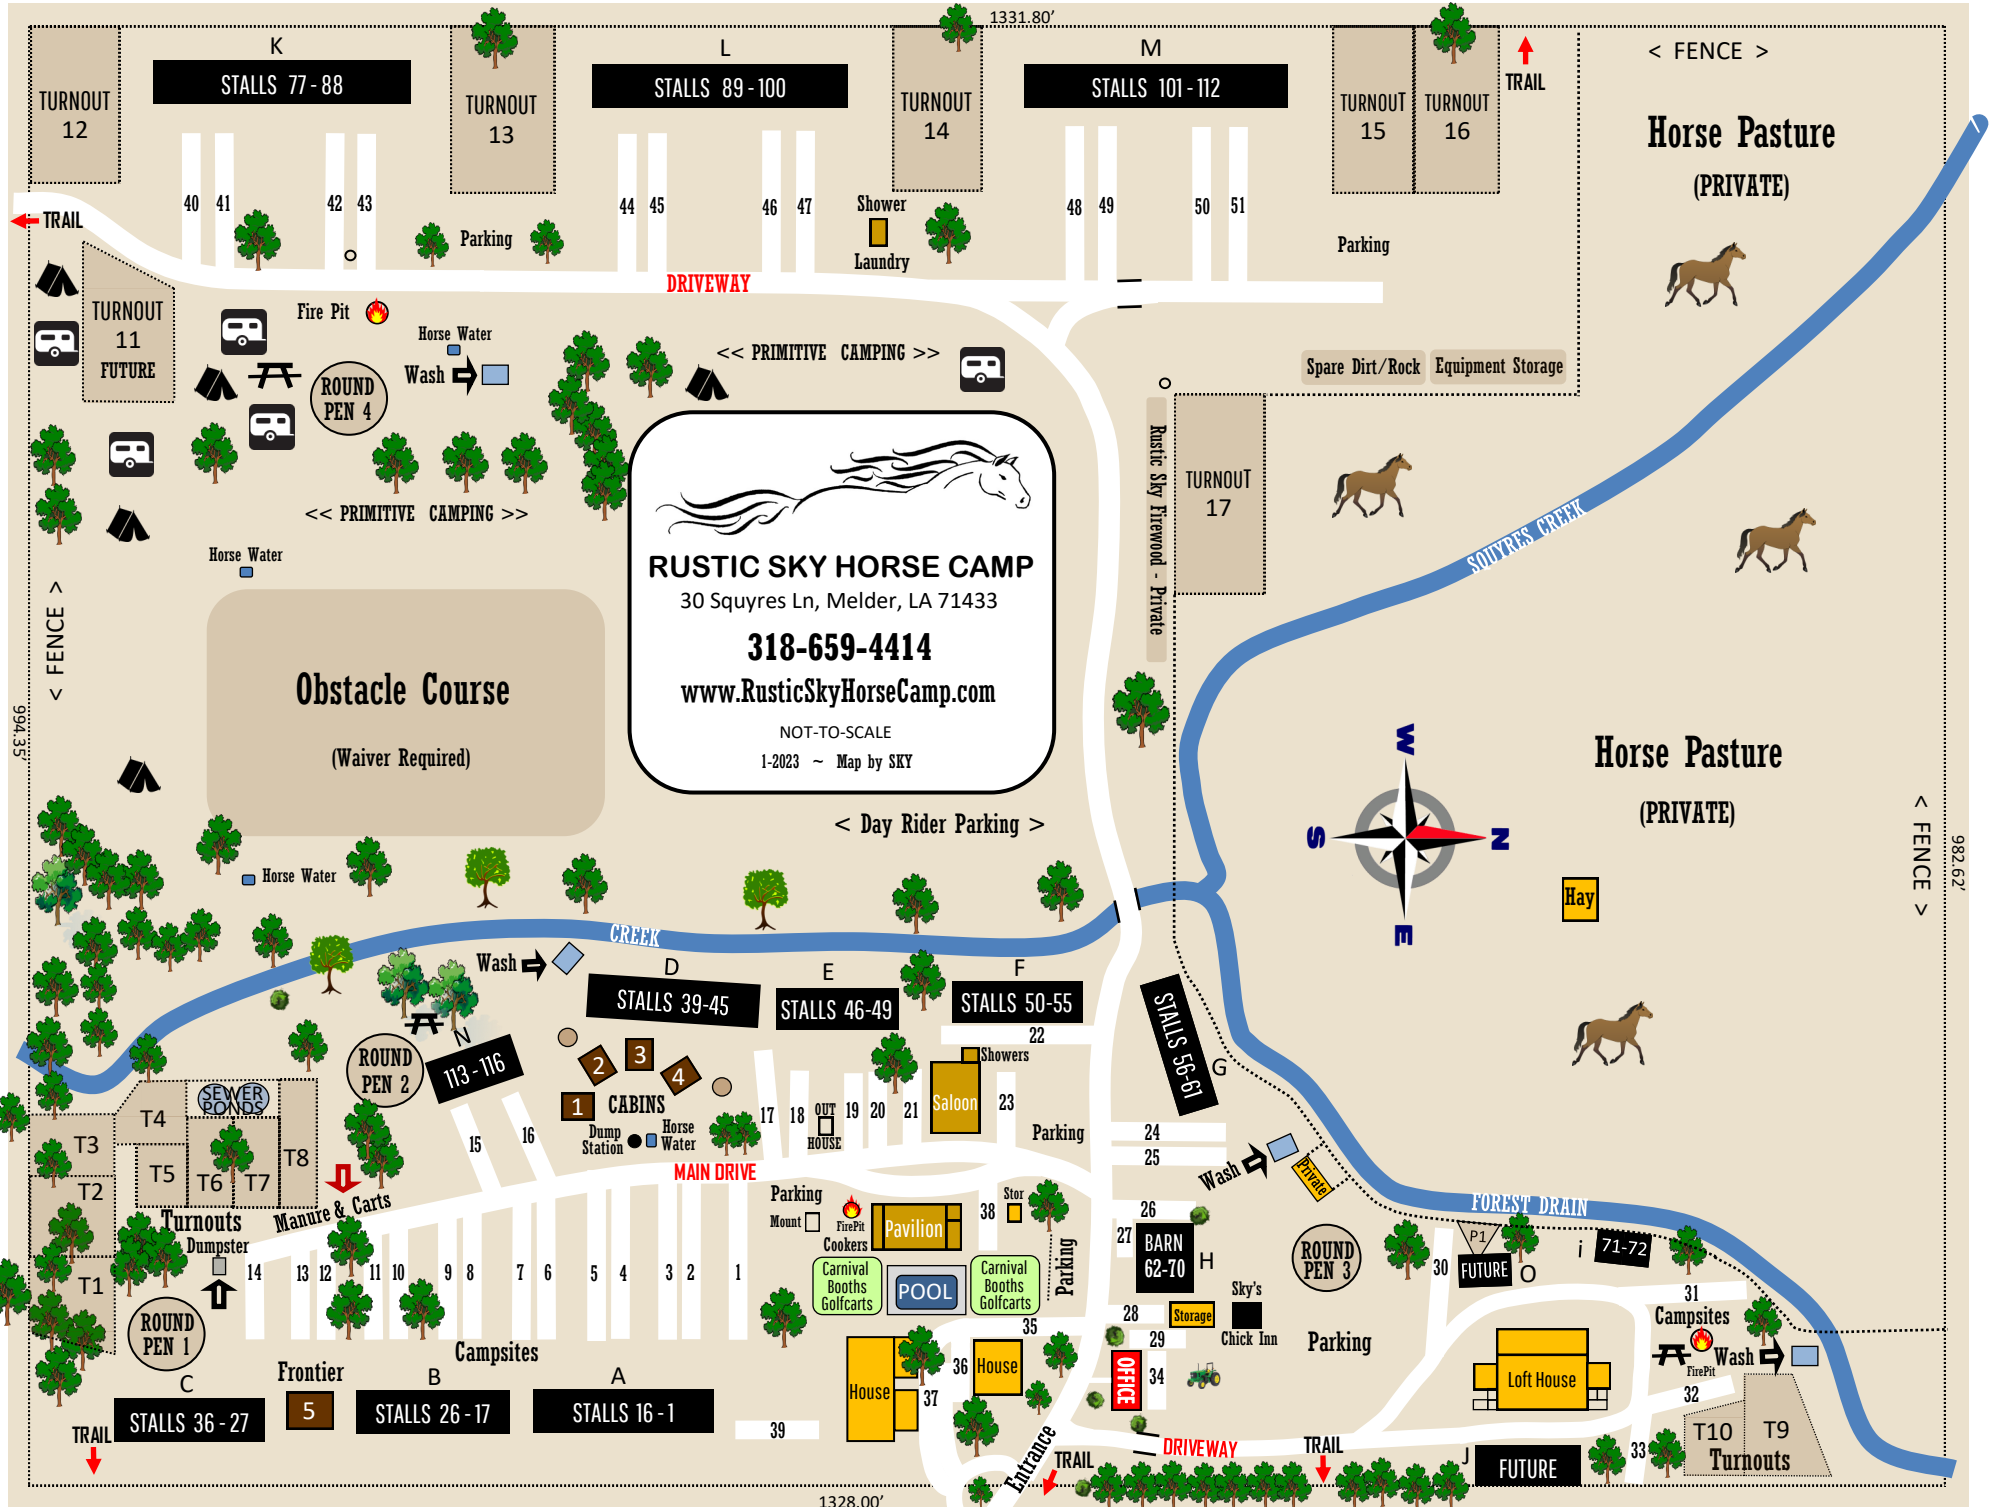 1331.80'
K
STALLS 77 - 88
L
STALLS 89 - 100
M
STALLS 101 - 112
TURNOUT
12
TURNOUT
13
TURNOUT
14
TURNOUT
15
TURNOUT
16
TRAIL
< FENCE >
Horse Pasture
(PRIVATE)
40
41
42
43
44
45
46
47
48
49
50
51
TRAIL
Parking
Shower
Laundry
Parking
DRIVEWAY
TURNOUT
11
FUTURE
Fire Pit
Horse Water
Wash
ROUND
PEN 4
<< PRIMITIVE CAMPING >>
Spare Dirt/Rock
Equipment Storage
<< PRIMITIVE CAMPING >>
Horse Water
Rustic Sky Firewood - Private
TURNOUT
17
SQUYRES CREEK
RUSTIC SKY HORSE CAMP
30 Squyres Ln, Melder, LA 71433
318-659-4414
www.RusticSkyHorseCamp.com
NOT-TO-SCALE
1-2023 ~ Map by SKY
< FENCE >
994.35'
Obstacle Course
(Waiver Required)
W
S
N
E
Horse Pasture
(PRIVATE)
< FENCE >
982.62'
< Day Rider Parking >
Horse Water
Hay
CREEK
Wash
D
STALLS 39-45
E
STALLS 46-49
F
STALLS 50-55
22
STALLS 56-61
G
ROUND
PEN 2
N
113 - 116
2
3
4
1
CABINS
Dump
Station
Horse
Water
15
16
17
18
OUT
HOUSE
19
20
21
Showers
Saloon
23
Parking
24
25
Wash
Private
SEWER
PONDS
T4
T3
T5
T6
T7
T8
T2
T1
Turnouts
Manure & Carts
Dumpster
MAIN DRIVE
Parking
Mount
FirePit
Cookers
Pavilion
38
Stor
Parking
26
27
BARN
62-70
H
ROUND
PEN 3
FOREST DRAIN
30
P1
FUTURE
O
i
71-72
14
13
12
11
10
9
8
7
6
5
4
3
2
1
Carnival
Booths
Golfcarts
POOL
Carnival
Booths
Golfcarts
Sky's
Chick Inn
28
Storage
29
31
Campsites
FirePit
Wash
ROUND
PEN 1
Campsites
35
36
House
House
37
OFFICE
34
Parking
Loft House
32
C
STALLS 36 - 27
Frontier
5
B
STALLS 26 - 17
A
STALLS 16 - 1
39
Entrance
TRAIL
TRAIL
DRIVEWAY
TRAIL
J
FUTURE
33
T10
T9
Turnouts
1328.00'